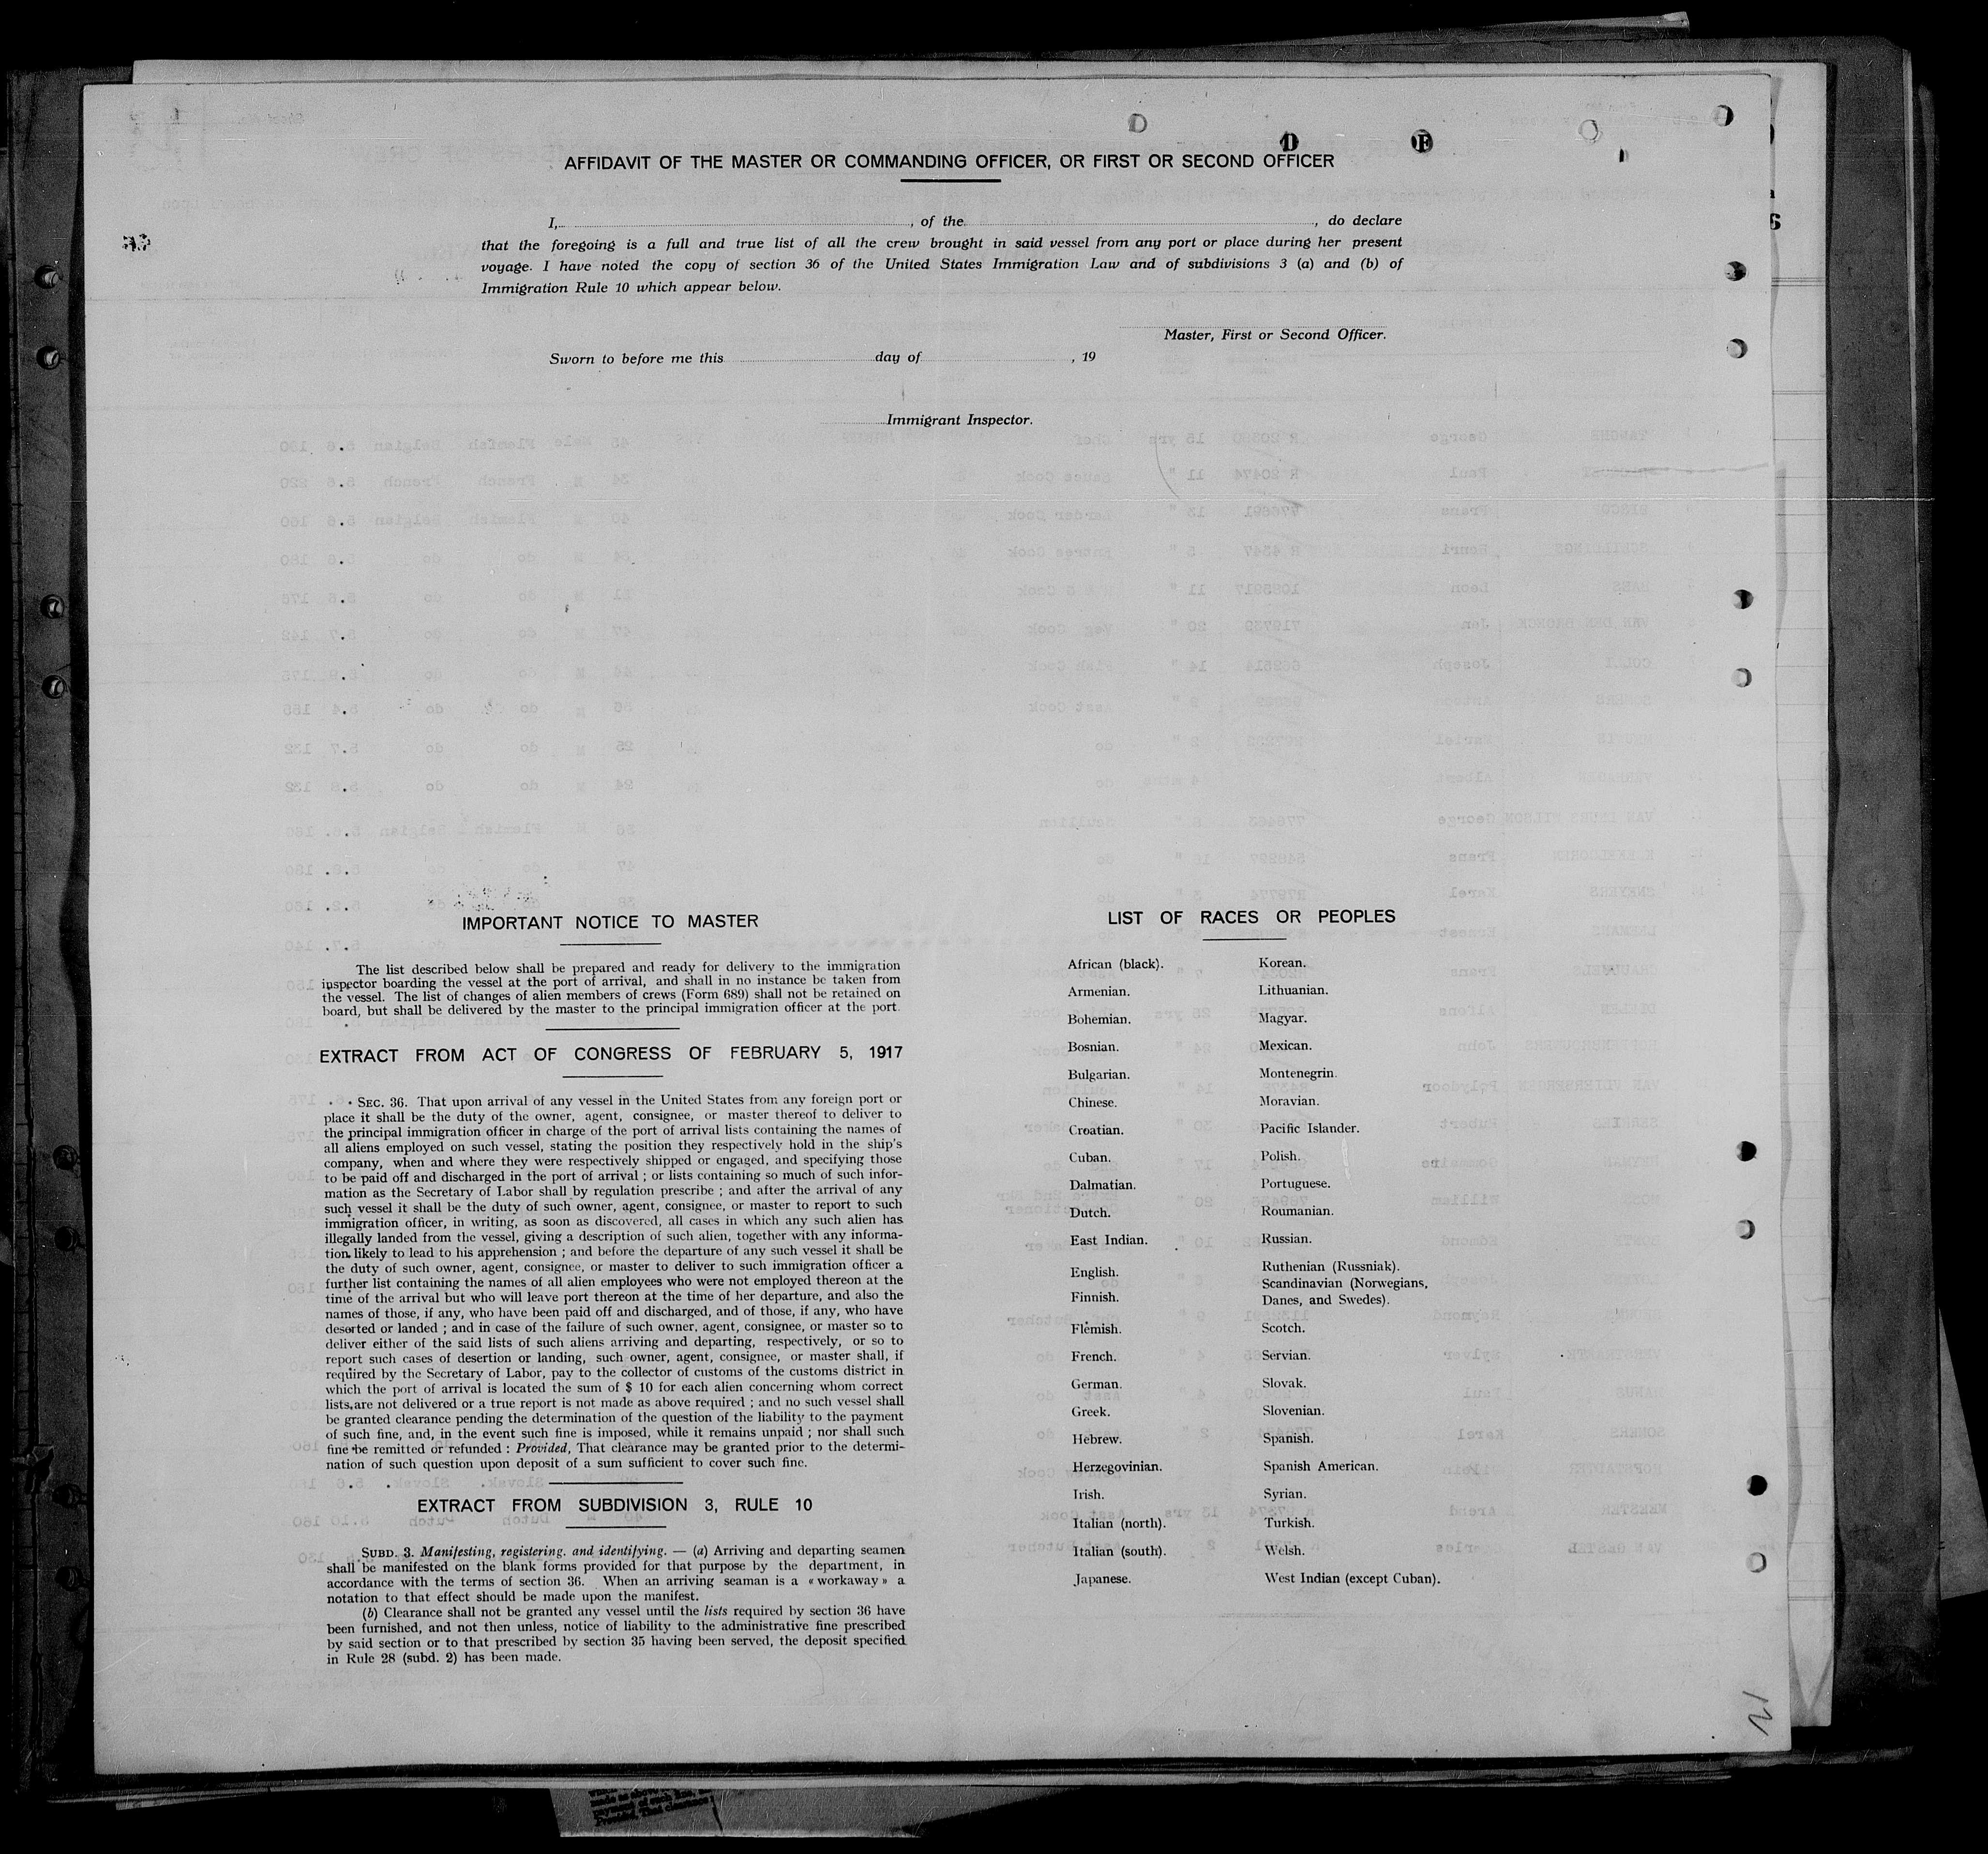 AFFIDAVIT OF THE MASTER OR COMMANDING OFFICER, OR FIRST OR SECOND OFFICER
I, , of the , do declare
that the foregoing is a full and true list of all the crew brought in said vessel from any port or place during her present
voyage. I have noted the copy of section 36 of the United States Immigration Law and of subdivisions 3 (a) and (b) of
Immigration Rule 10 which appear below.
Master, First or Second Officer.
Sworn to before me this day of , 19
Immigrant Inspector.
IMPORTANT NOTICE TO MASTER
The list described below shall be prepared and ready for delivery to the immigration
inspector boarding the vessel at the port of arrival, and shall in no instance be taken from
the vessel. The list of changes of alien members of crews (Form 689) shall not be retained on
board, but shall be delivered by the master to the principal immigration officer at the port.
EXTRACT FROM ACT OF CONGRESS OF FEBRUARY 5, 1917
SEC. 36. That upon arrival of any vessel in the United States from any foreign port or
place it shall be the duty of the owner, agent, consignee, or master thereof to deliver to
the principal immigration officer in charge of the port of arrival lists containing the names of
all aliens employed on such vessel, stating the position they respectively hold in the ship's
company, when and where they were respectively shipped or engaged, and specifying those
to be paid off and discharged in the port of arrival ; or lists containing so much of such infor-
mation as the Secretary of Labor shall by regulation prescribe ; and after the arrival of any
such vessel it shall be the duty of such owner, agent, consignee, or master to report to such
immigration officer, in writing, as soon as discovered, all cases in which any such alien has
illegally landed from the vessel, giving a description of such alien, together with any informa-
tion likely to lead to his apprehension ; and before the departure of any such vessel it shall be
the duty of such owner, agent, consignee, or master to deliver to such immigration officer a
further list containing the names of all alien employees who were not employed thereon at the
time of the arrival but who will leave port thereon at the time of her departure, and also the
names of those, if any, who have been paid off and discharged, and of those, if any, who have
deserted or landed ; and in case of the failure of such owner, agent, consignee, or master so to
deliver either of the said lists of such aliens arriving and departing, respectively, or so to
report such cases of desertion or landing, such owner, agent, consignee, or master shall, if
required by the Secretary of Labor, pay to the collector of customs of the customs district in
which the port of arrival is located the sum of $ 10 for each alien concerning whom correct
lists are not delivered or a true report is not made as above required ; and no such vessel shall
be granted clearance pending the determination of the question of the liability to the payment
of such fine, and, in the event such fine is imposed, while it remains unpaid ; nor shall such
fine be remitted or refunded : Provided, That clearance may be granted prior to the determi-
nation of such question upon deposit of a sum sufficient to cover such fine.
EXTRACT FROM SUBDIVISION 3, RULE 10
SUBD. 3. Manifesting, registering. and identifying. — (a) Arriving and departing seamen
shall be manifested on the blank forms provided for that purpose by the department, in
accordance with the terms of section 36. When an arriving seaman is a « workaway » a
notation to that effect should be made upon the manifest.
(b) Clearance shall not be granted any vessel until the lists required by section 36 have
been furnished, and not then unless, notice of liability to the administrative fine prescribed
by said section or to that prescribed by section 35 having been served, the deposit specified
in Rule 28 (subd. 2) has been made.
LIST OF RACES OR PEOPLES
African (black).
Armenian.
Bohemian.
Bosnian.
Bulgarian.
Chinese.
Croatian.
Cuban.
Dalmatian.
Dutch.
East Indian.
English.
Finnish.
Flemish.
French.
German.
Greek.
Hebrew.
Herzegovinian.
Irish.
Italian (north).
Italian (south).
Japanese.
Korean.
Lithuanian.
Magyar.
Mexican.
Montenegrin.
Moravian.
Pacific Islander.
Polish.
Portuguese.
Roumanian.
Russian.
Ruthenian (Russniak).
Scandinavian (Norwegians,
Danes, and Swedes).
Scotch.
Servian.
Slovak.
Slovenian.
Spanish.
Spanish American.
Syrian.
Turkish.
Welsh.
West Indian (except Cuban).